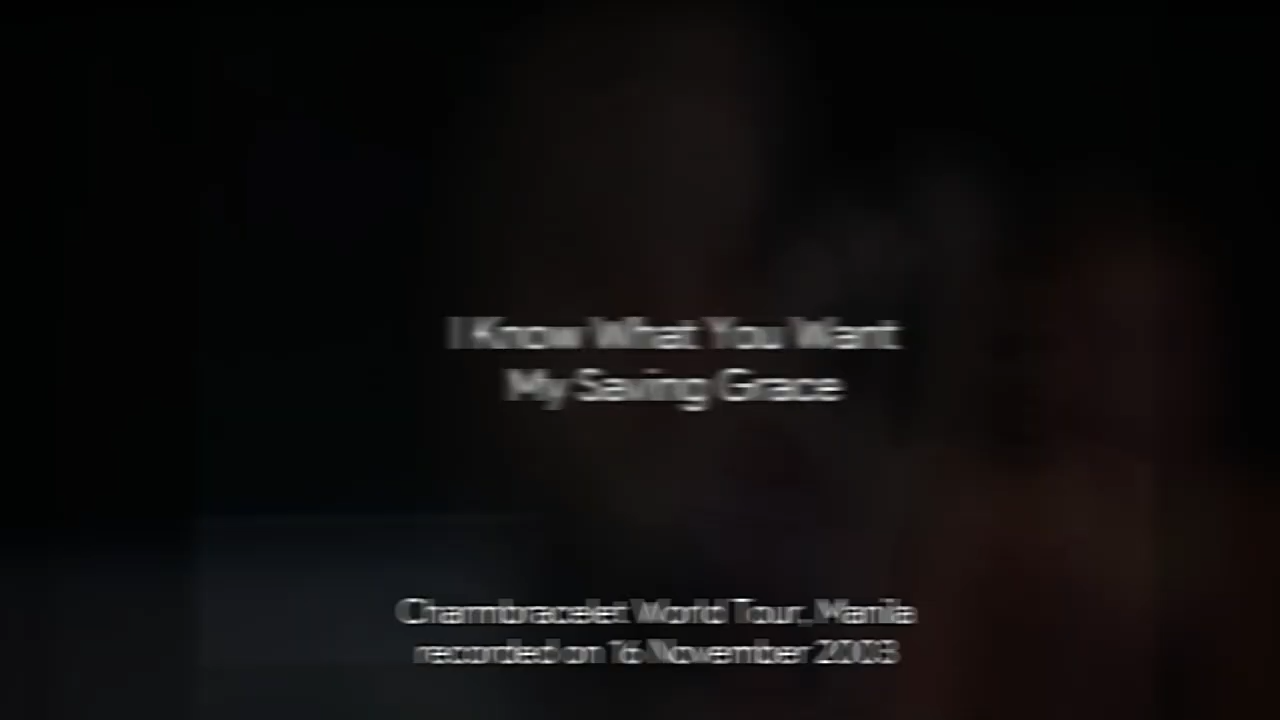 I Know What You Want
My Saving Grace
Charmbracelet World Tour, Manila
recorded on 16 November 2003